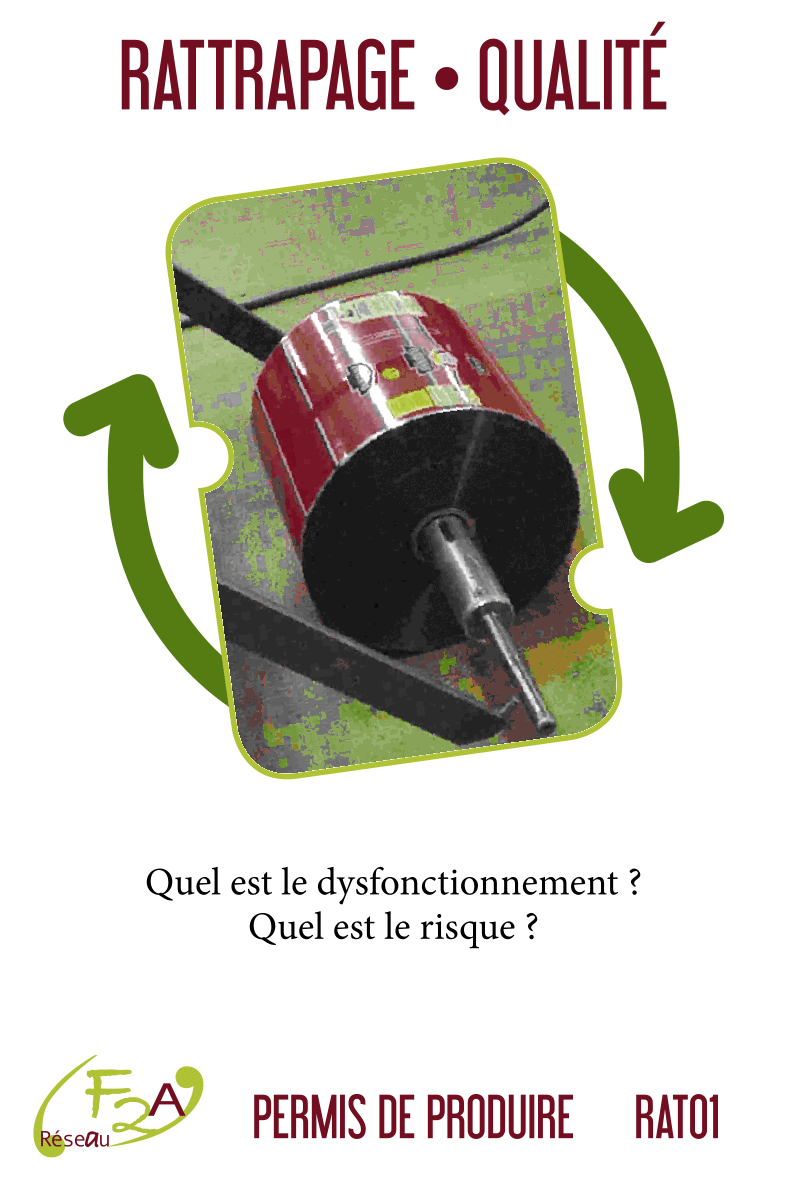 RATTRAPAGE • QUALITÉ
Quel est le dysfonctionnement ?
Quel est le risque ?
F2A
Réseau
PERMIS DE PRODUIRE
RAT01